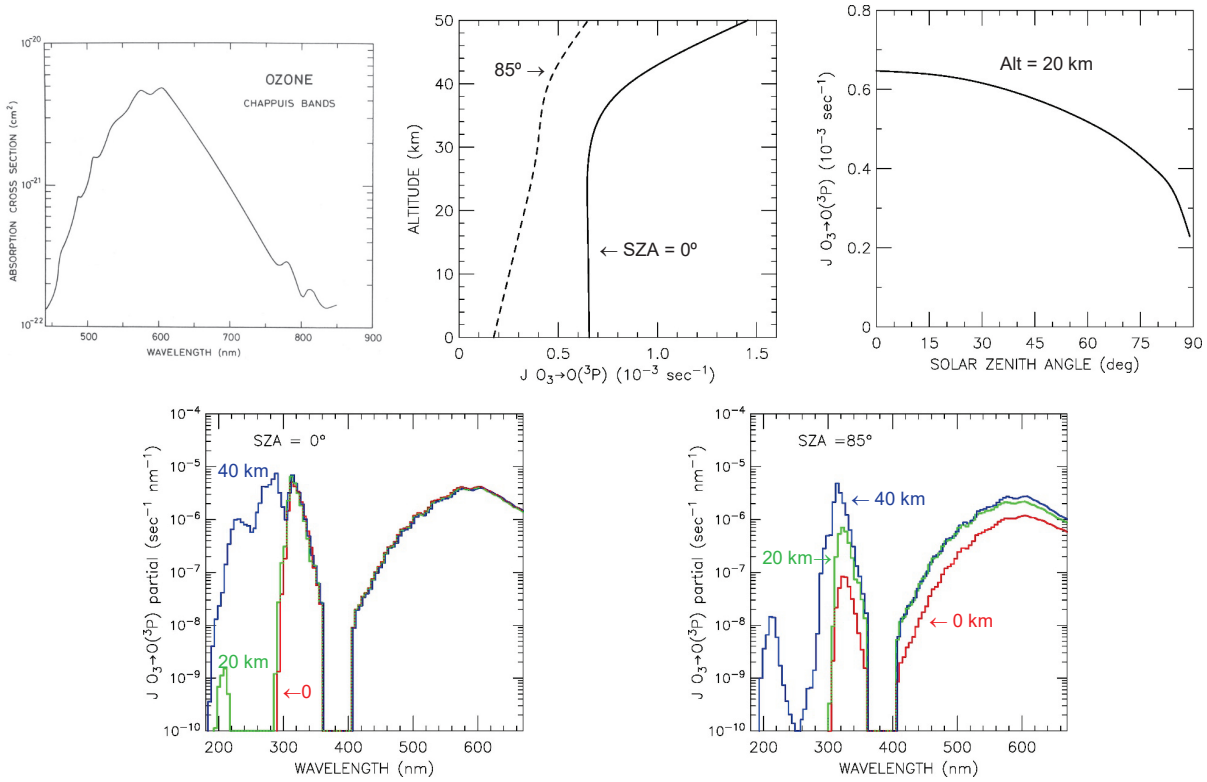 10⁻²⁰
10⁻²¹
10⁻²²
ABSORPTION CROSS SECTION (cm²)
OZONE
CHAPPUIS BANDS
500 600 700 800 900
WAVELENGTH (nm)
50
40
30
20
10
0
ALTITUDE (km)
85º →
← SZA = 0º
0 0.4 1.0 1.6
J O₃→O(³P) (10⁻³ sec⁻¹)
0.8
0.6
0.4
0.2
0
J O₃→O(³P) (10⁻³ sec⁻¹)
Alt = 20 km
0 15 30 45 60 75 90
SOLAR ZENITH ANGLE (deg)
10⁻⁴
10⁻⁵
10⁻⁶
10⁻⁷
10⁻⁸
10⁻⁹
10⁻¹⁰
J O₃→O(³P) partial (sec⁻¹ nm⁻¹)
SZA = 0°
40 km
20 km
←0
200 300 400 500 600
WAVELENGTH (nm)
10⁻⁴
10⁻⁵
10⁻⁶
10⁻⁷
10⁻⁸
10⁻⁹
10⁻¹⁰
J O₃→O(³P) partial (sec⁻¹ nm⁻¹)
SZA =85°
←40 km
20 km→
←0 km
200 300 400 500 600
WAVELENGTH (nm)